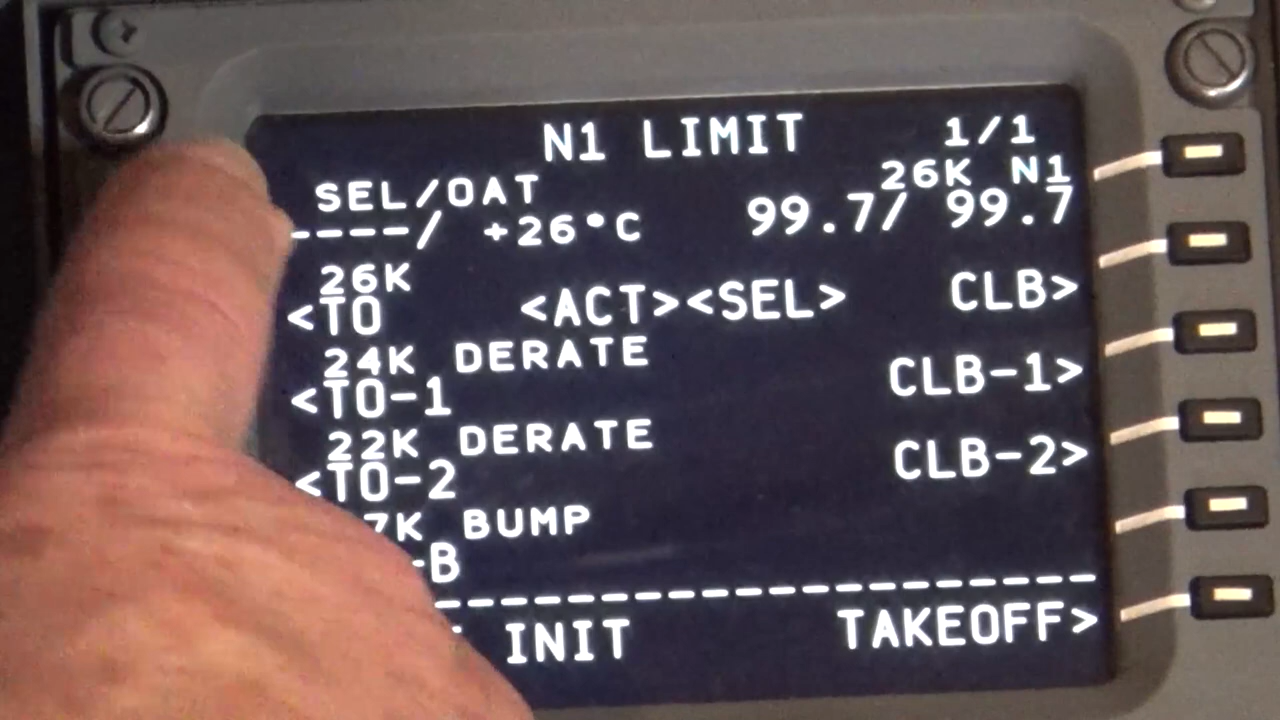 N1 LIMIT 1/1
SEL/OAT 26K N1
----/ +26°C 99.7/ 99.7
26K
<TO <ACT><SEL> CLB>
24K DERATE
<TO-1 CLB-1>
22K DERATE
<TO-2 CLB-2>
7K BUMP
-B
------------------
INIT TAKEOFF>